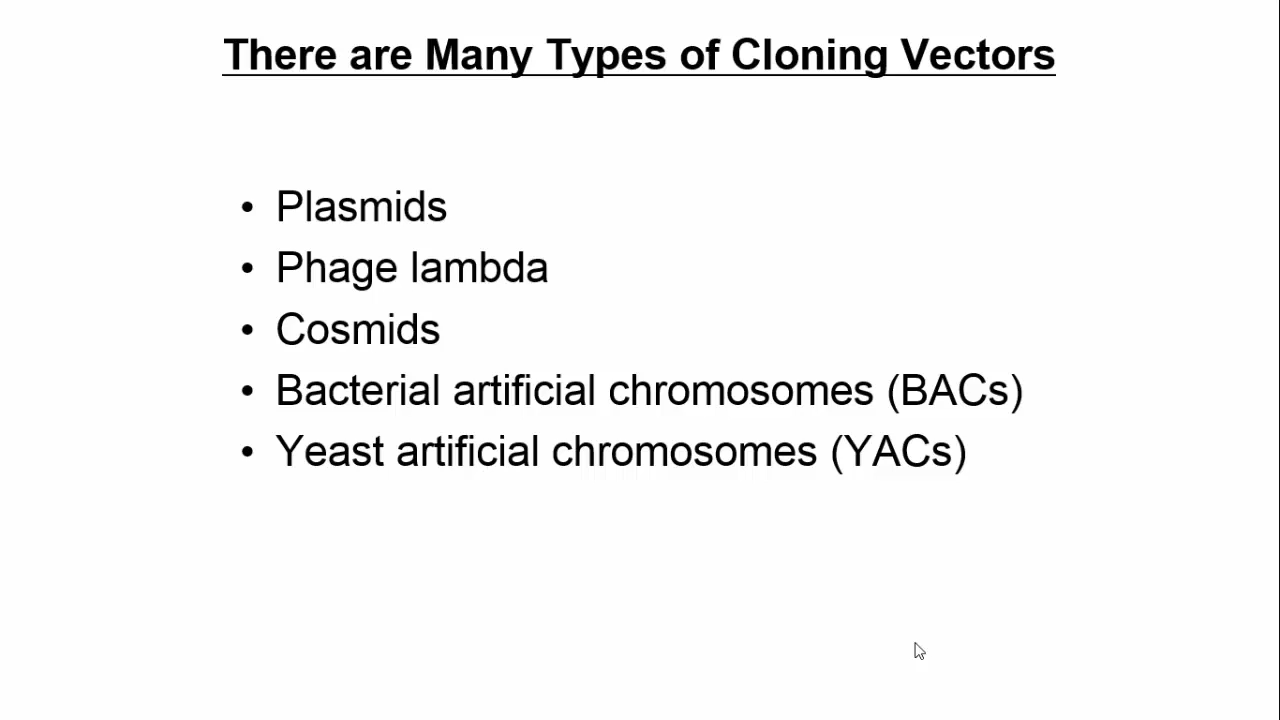 There are Many Types of Cloning Vectors
• Plasmids
• Phage lambda
• Cosmids
• Bacterial artificial chromosomes (BACs)
• Yeast artificial chromosomes (YACs)